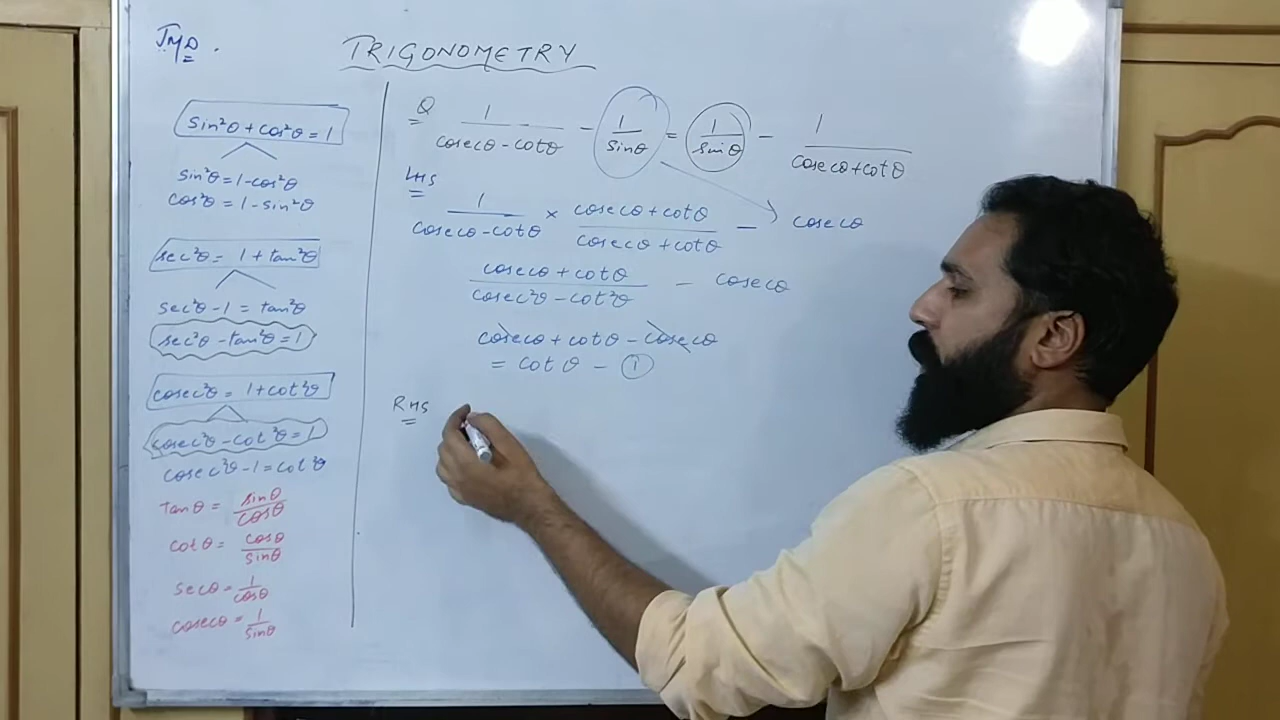 JMD.
TRIGONOMETRY
sin²θ + cos²θ = 1
sin²θ = 1 - cos²θ
cos²θ = 1 - sin²θ
sec²θ = 1 + tan²θ
sec²θ - 1 = tan²θ
sec²θ - tan²θ = 1
cosec²θ = 1 + cot²θ
cosec²θ - cot²θ = 1
cosec²θ - 1 = cot²θ
tanθ = sinθ/cosθ
cotθ = cosθ/sinθ
secθ = 1/cosθ
cosecθ = 1/sinθ
Q 1/(cosecθ - cotθ) - 1/sinθ = 1/sinθ - 1/(cosecθ + cotθ)
LHS
1/(cosecθ - cotθ) × (cosecθ + cotθ)/(cosecθ + cotθ) - cosecθ
(cosecθ + cotθ)/(cosec²θ - cot²θ) - cosecθ
cosecθ + cotθ - cosecθ
= cotθ - ①
RHS